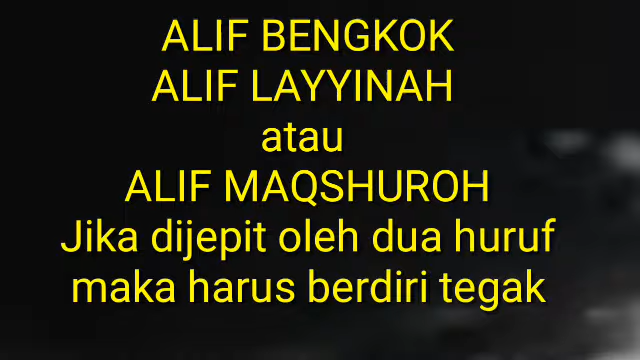 ALIF BENGKOK
ALIF LAYYINAH
atau
ALIF MAQSHUROH
Jika dijepit oleh dua huruf
maka harus berdiri tegak